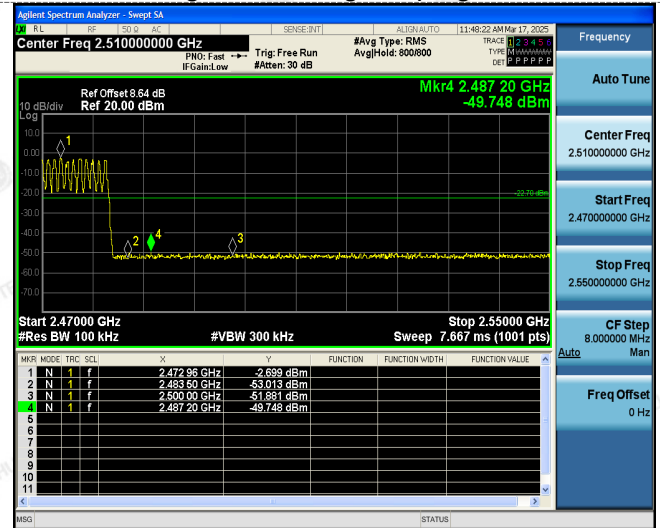 Agilent Spectrum Analyzer - Swept SA
LXI RL RF 50 Ω AC SENSE:INT ALIGN AUTO 11:48:22 AM Mar 17, 2025
Center Freq 2.510000000 GHz
PNO: Fast
IFGain:Low
Trig: Free Run
#Atten: 30 dB
#Avg Type: RMS
Avg|Hold: 800/800
TRACE 1 2 3 4 5 6
TYPE M
DET P P P P P P
Frequency
Auto Tune
Center Freq
2.510000000 GHz
Start Freq
2.470000000 GHz
Stop Freq
2.550000000 GHz
CF Step
8.000000 MHz
Auto Man
Freq Offset
0 Hz
Mkr4 2.487 20 GHz
-49.748 dBm
Ref Offset 8.64 dB
10 dB/div Ref 20.00 dBm
Log
10.0
0.00
-10.0
-20.0
-30.0
-40.0
-50.0
-60.0
-70.0
1
2
4
3
Start 2.47000 GHz Stop 2.55000 GHz
#Res BW 100 kHz #VBW 300 kHz Sweep 7.667 ms (1001 pts)
MKR MODE TRC SCL X Y FUNCTION FUNCTION WIDTH FUNCTION VALUE
1 N 1 f 2.472 96 GHz -2.699 dBm
2 N 1 f 2.483 50 GHz -53.013 dBm
3 N 1 f 2.500 00 GHz -51.881 dBm
4 N 1 f 2.487 20 GHz -49.748 dBm
5
6
7
8
9
10
11
MSG STATUS